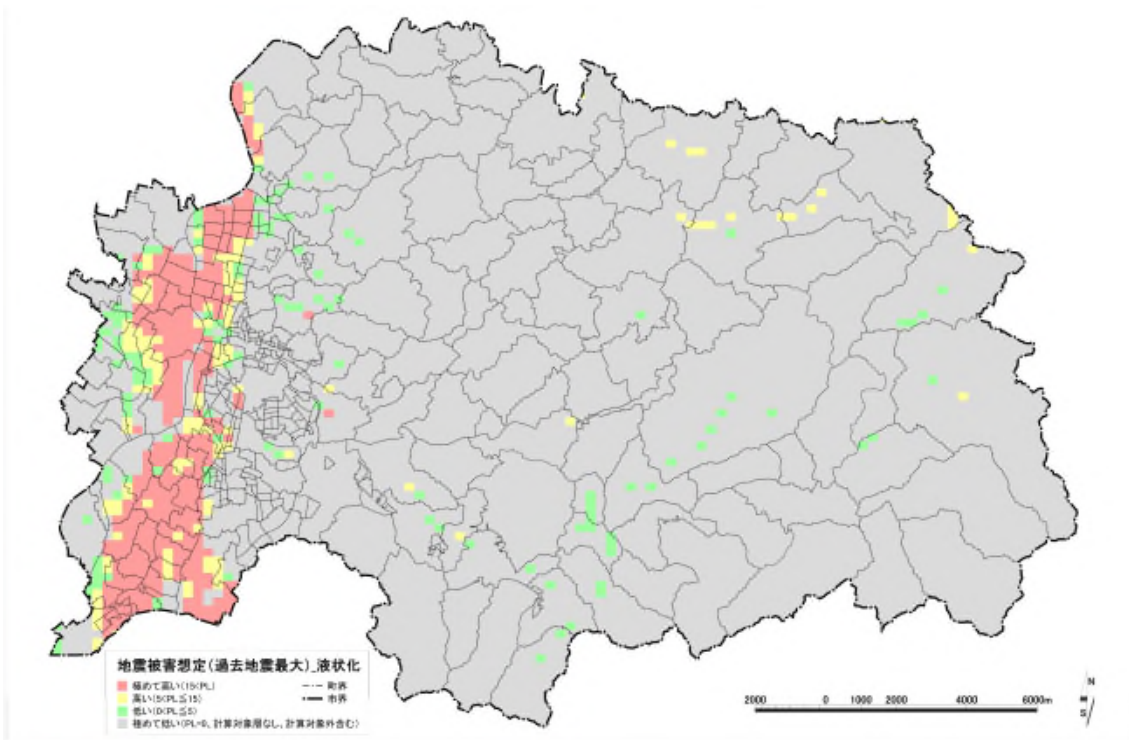 地震被害想定(過去地震最大)_液状化
極めて高い(15<PL)
高い(5<PL≦15)
低い(0<PL≦5)
極めて低い(PL=0、計算対象層なし、計算対象外含む)
町界
市界
2000 0 1000 2000 4000 6000m
N
S